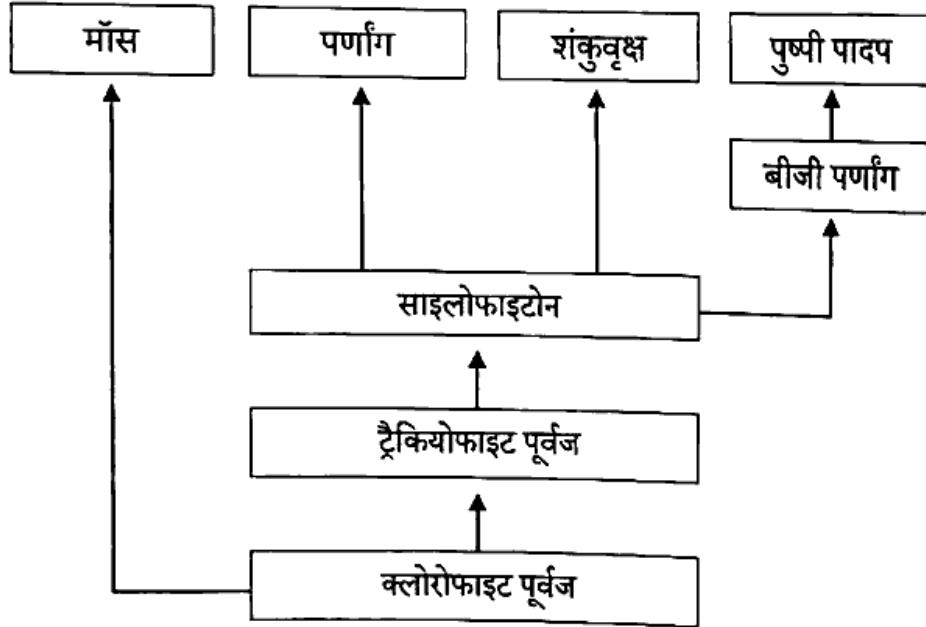 मॉस
पर्णांग
शंकुवृक्ष
पुष्पी पादप
बीजी पर्णांग
साइलोफाइटोन
ट्रैकियोफाइट पूर्वज
क्लोरोफाइट पूर्वज